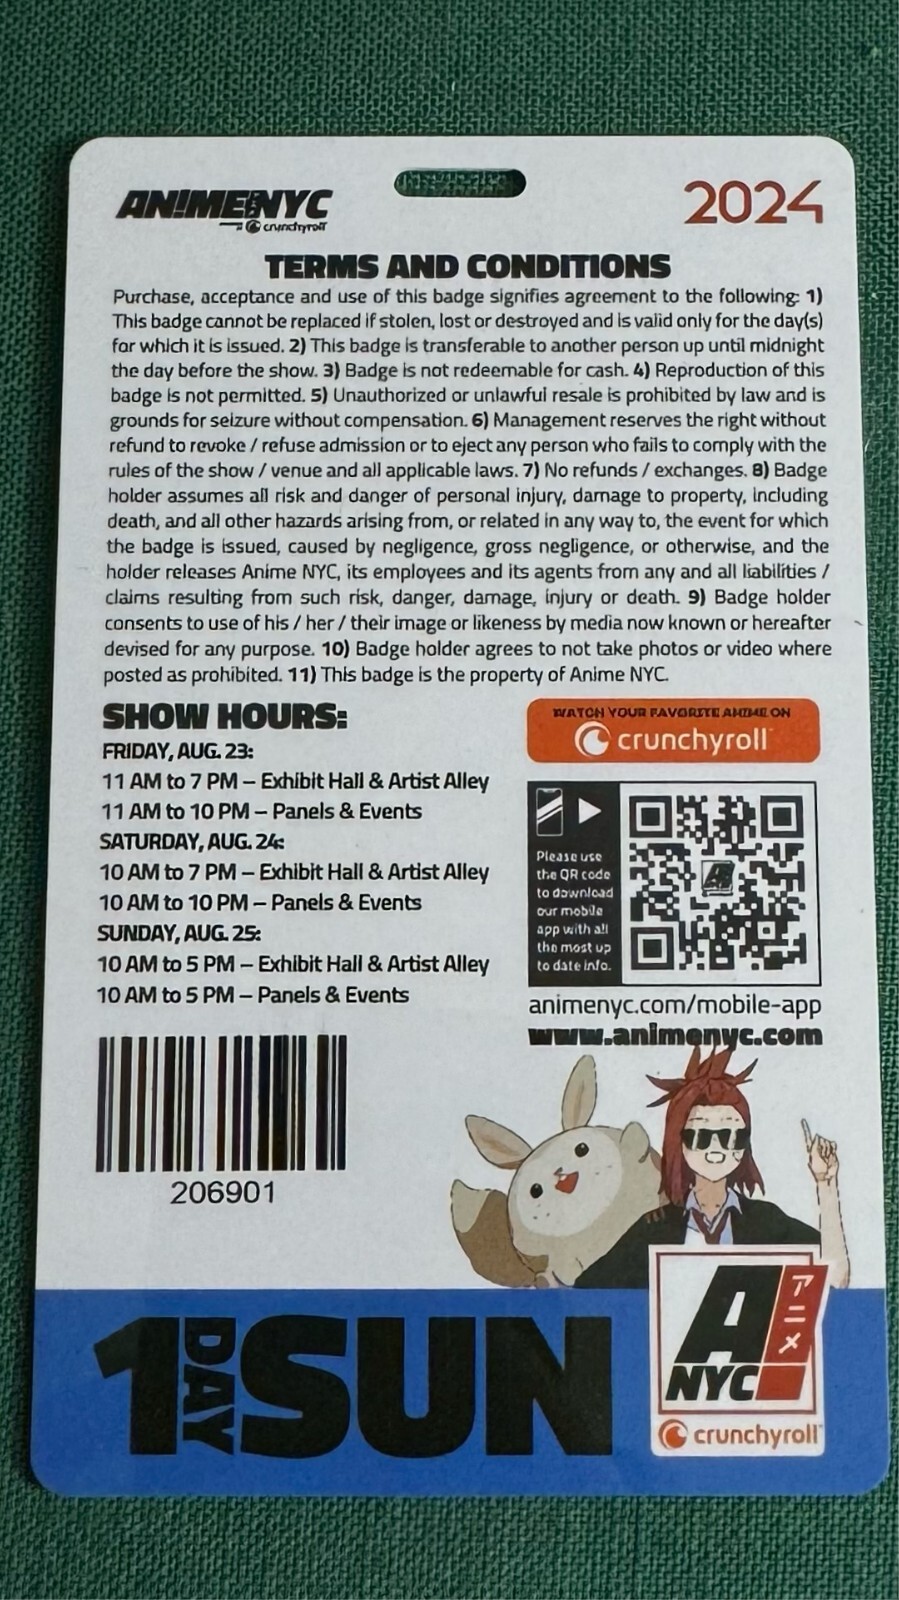 ANIMENYC
crunchyroll
2024
TERMS AND CONDITIONS
Purchase, acceptance and use of this badge signifies agreement to the following: 1)
This badge cannot be replaced if stolen, lost or destroyed and is valid only for the day(s)
for which it is issued. 2) This badge is transferable to another person up until midnight
the day before the show. 3) Badge is not redeemable for cash. 4) Reproduction of this
badge is not permitted. 5) Unauthorized or unlawful resale is prohibited by law and is
grounds for seizure without compensation. 6) Management reserves the right without
refund to revoke / refuse admission or to eject any person who fails to comply with the
rules of the show / venue and all applicable laws. 7) No refunds / exchanges. 8) Badge
holder assumes all risk and danger of personal injury, damage to property, including
death, and all other hazards arising from, or related in any way to, the event for which
the badge is issued, caused by negligence, gross negligence, or otherwise, and the
holder releases Anime NYC, its employees and its agents from any and all liabilities /
claims resulting from such risk, danger, damage, injury or death. 9) Badge holder
consents to use of his / her / their image or likeness by media now known or hereafter
devised for any purpose. 10) Badge holder agrees to not take photos or video where
posted as prohibited. 11) This badge is the property of Anime NYC.
SHOW HOURS:
FRIDAY, AUG. 23:
11 AM to 7 PM – Exhibit Hall & Artist Alley
11 AM to 10 PM – Panels & Events
SATURDAY, AUG. 24:
10 AM to 7 PM – Exhibit Hall & Artist Alley
10 AM to 10 PM – Panels & Events
SUNDAY, AUG. 25:
10 AM to 5 PM – Exhibit Hall & Artist Alley
10 AM to 5 PM – Panels & Events
WATCH YOUR FAVORITE ANIME ON
crunchyroll
Please use
the QR code
to download
our mobile
app with all
the most up
to date info.
animenyc.com/mobile-app
www.animenyc.com
206901
1 DAY SUN
A
アニメ
NYC
crunchyroll